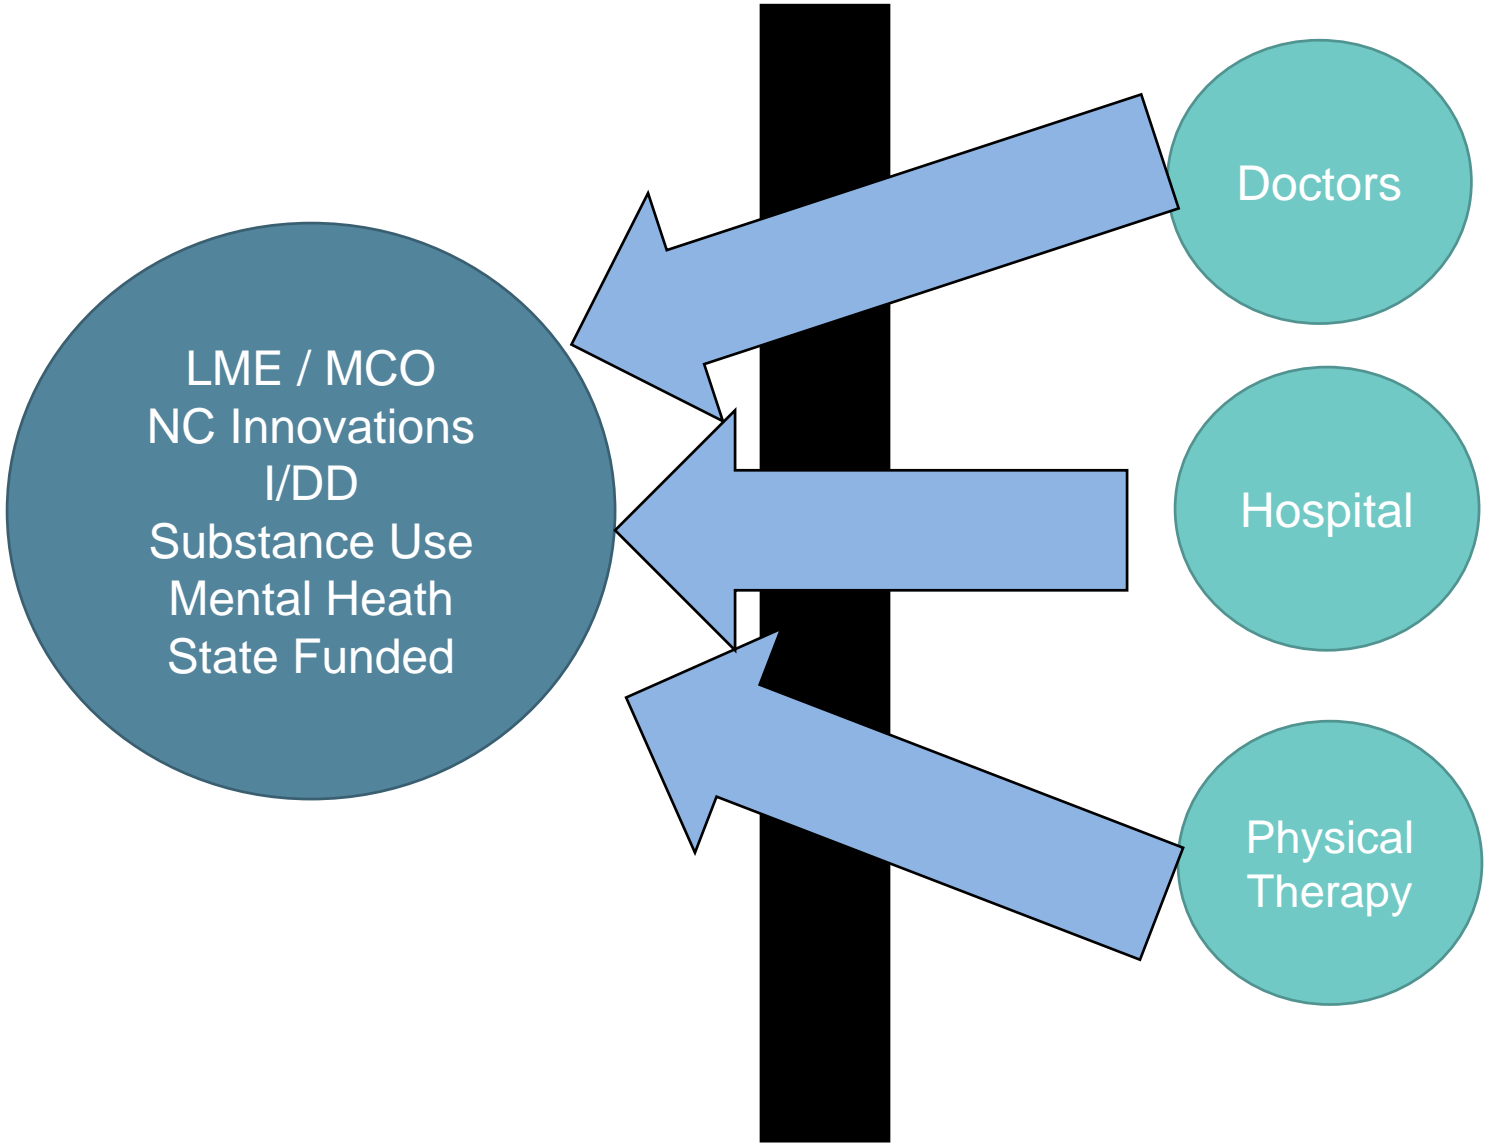 LME / MCO
NC Innovations
I/DD
Substance Use
Mental Heath
State Funded
Doctors
Hospital
Physical
Therapy